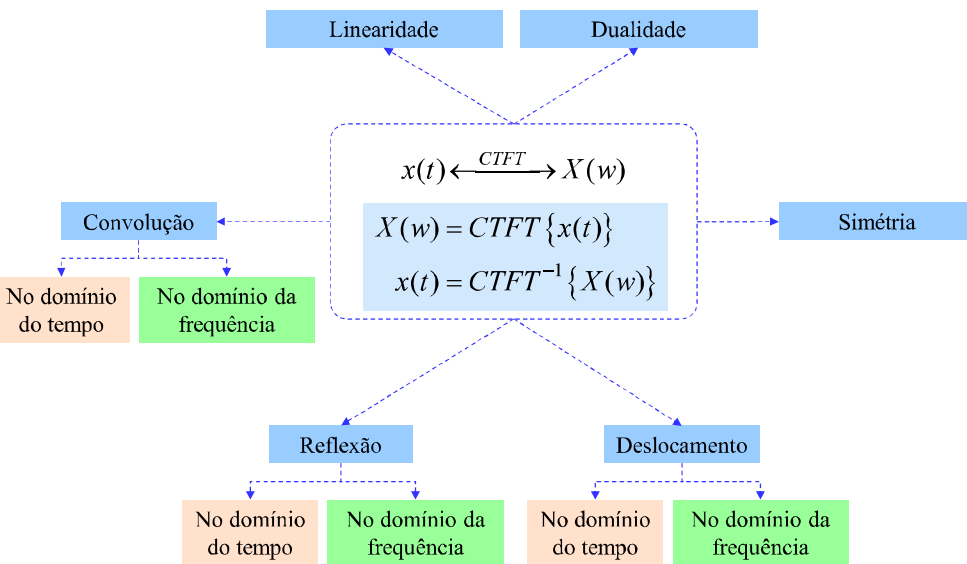 Linearidade
Dualidade
CTFT
x(t) ⟷ X(w)
Convolução
X(w) = CTFT{x(t)}
Simétria
x(t) = CTFT⁻¹{X(w)}
No domínio
do tempo
No domínio da
frequência
Reflexão
Deslocamento
No domínio
do tempo
No domínio da
frequência
No domínio
do tempo
No domínio da
frequência